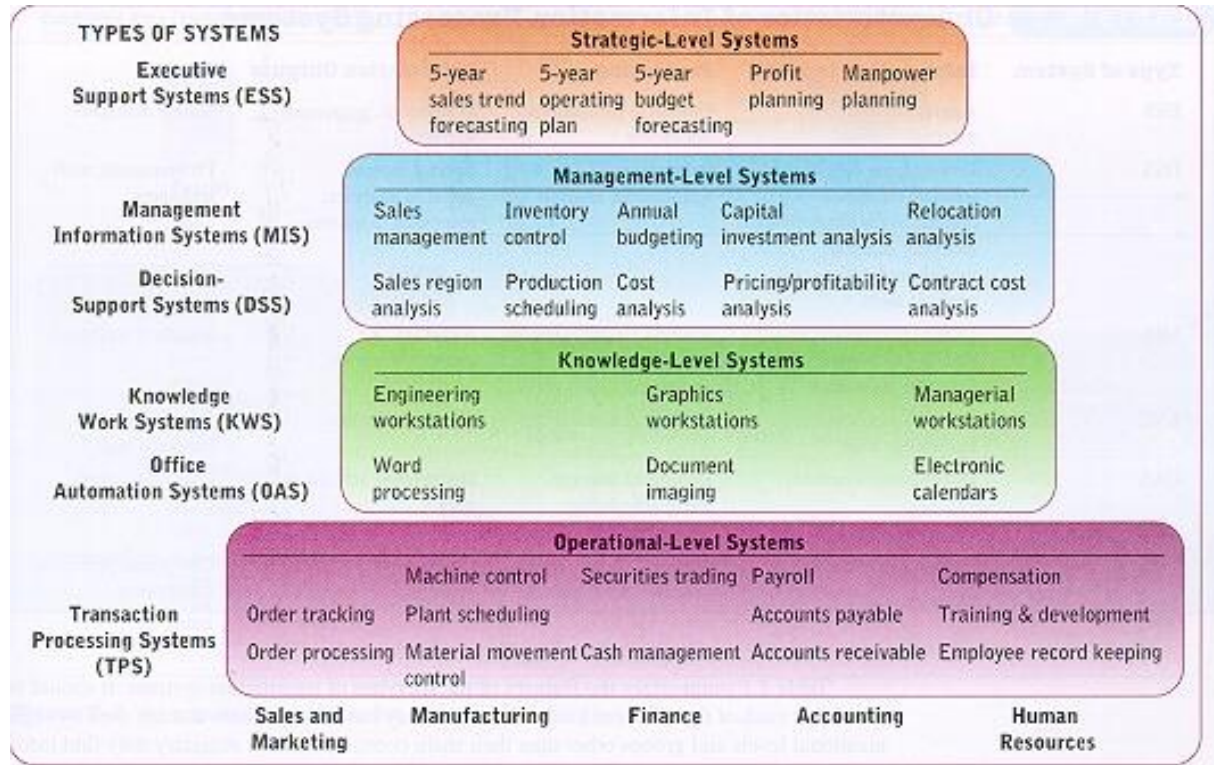 TYPES OF SYSTEMS
Executive
Support Systems (ESS)
Strategic-Level Systems
5-year 5-year 5-year Profit Manpower
sales trend operating budget planning planning
forecasting plan forecasting
Management-Level Systems
Management
Information Systems (MIS)
Sales Inventory Annual Capital Relocation
management control budgeting investment analysis analysis
Decision-
Support Systems (DSS)
Sales region Production Cost Pricing/profitability Contract cost
analysis scheduling analysis analysis analysis
Knowledge-Level Systems
Knowledge
Work Systems (KWS)
Engineering Graphics Managerial
workstations workstations workstations
Office
Automation Systems (OAS)
Word Document Electronic
processing imaging calendars
Operational-Level Systems
Transaction
Processing Systems
(TPS)
Machine control Securities trading Payroll Compensation
Order tracking Plant scheduling Accounts payable Training & development
Order processing Material movement Cash management Accounts receivable Employee record keeping
control
Sales and Manufacturing Finance Accounting Human
Marketing Resources